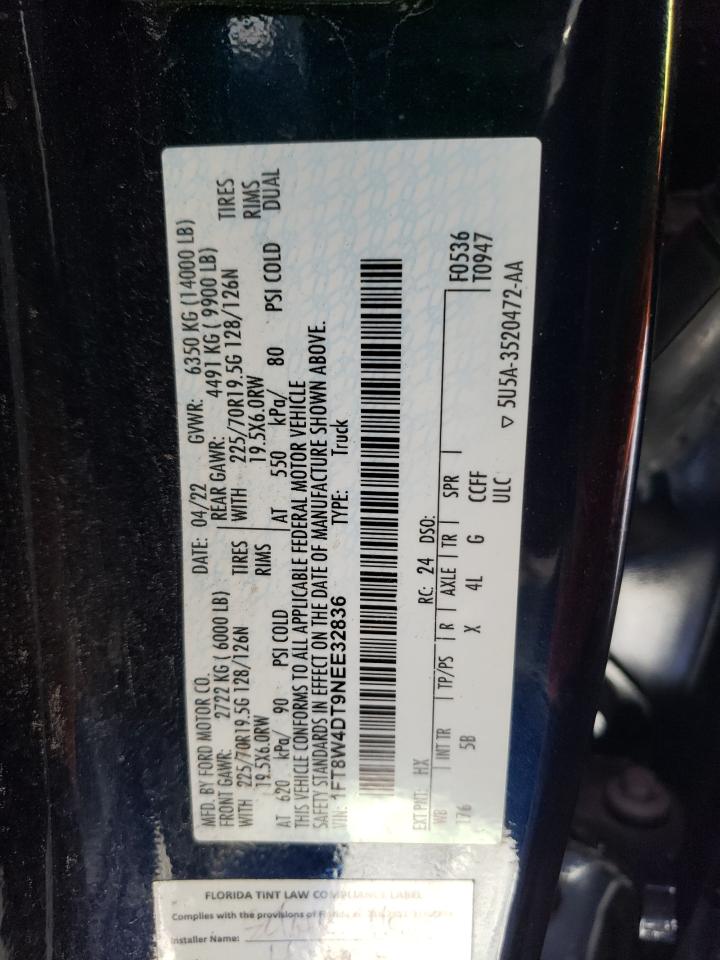 MFD. BY FORD MOTOR CO.
DATE: 04/22 GVWR: 6350 KG (14000 LB)
FRONT GAWR: 2722 KG ( 6000 LB) REAR GAWR: 4491 KG ( 9900 LB)
WITH 225/70R19.5G 128/126N TIRES WITH 225/70R19.5G 128/126N TIRES
19.5X6.0RW RIMS 19.5X6.0RW RIMS
AT 620 kPa/ 90 PSI COLD AT 550 kPa/ 80 PSI COLD DUAL
THIS VEHICLE CONFORMS TO ALL APPLICABLE FEDERAL MOTOR VEHICLE
SAFETY STANDARDS IN EFFECT ON THE DATE OF MANUFACTURE SHOWN ABOVE.
VIN: 1FT8W4DT9NEE32836 TYPE: Truck
EXT PNT: HX RC: 24 DSO: F0536
WB INT TR TP/PS R AXLE TR SPR T0947
176 5B X 4L G CCFF
ULC ▽ 5U5A-3520472-AA
FLORIDA TINT LAW COMPLIANCE LABEL
Complies with the provisions of
Installer Name: